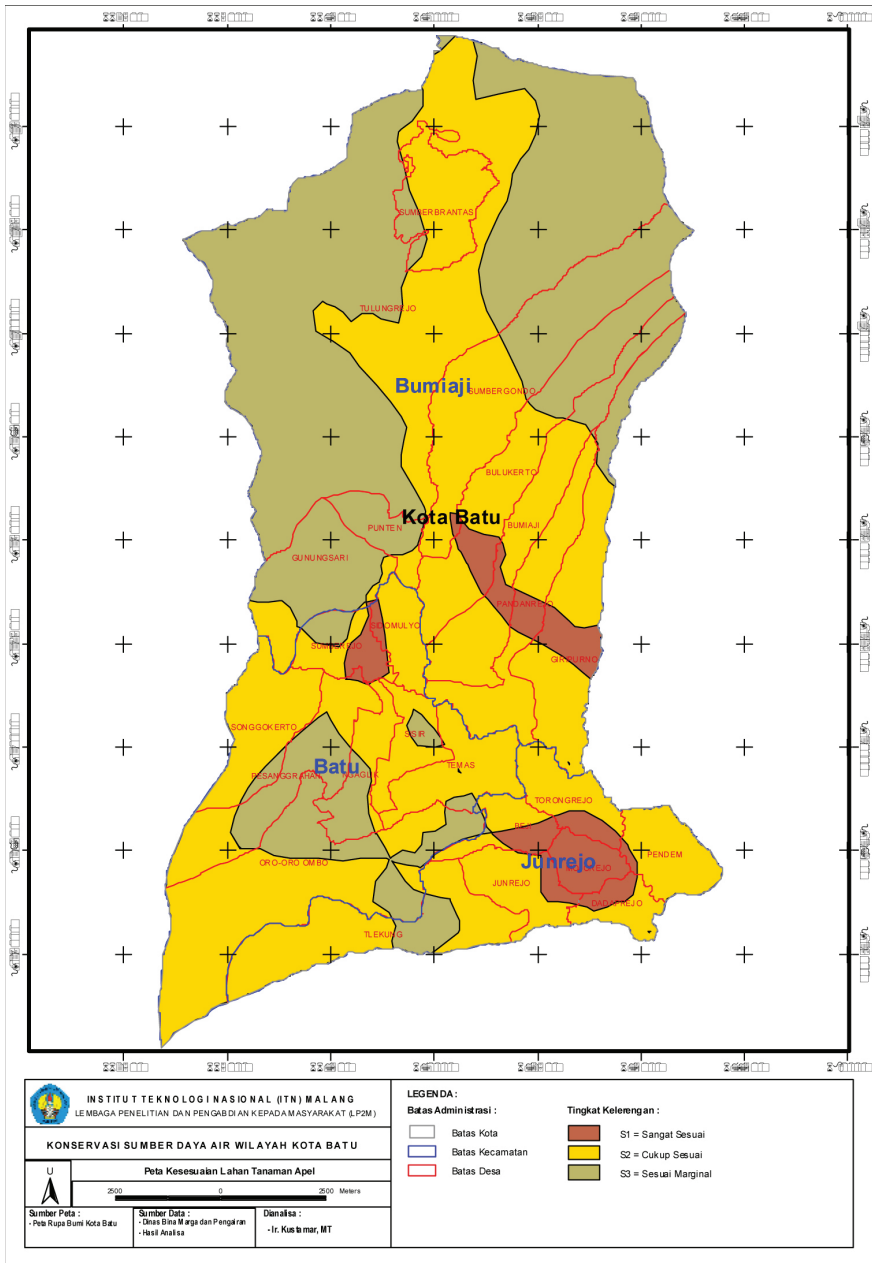 SUMBERBRANTAS
TULUNGREJO
Bumiaji
SUMBERGONDO
BULUKERTO
Kota Batu
PUNTEN
BUMIAJI
GUNUNGSARI
PANDANREJO
SIDOMULYO
SUMBEREJO
GIRIPURNO
SONGGOKERTO
SISIR
Batu
PESANGGRAHAN
NGAGLIK
TEMAS
TORONGREJO
BEJI
Junrejo
PENDEM
ORO-ORO OMBO
JUNREJO
DADAPREJO
TLEKUNG
INSTITUT TEKNOLOGI NASIONAL (ITN) MALANG
LEMBAGA PENELITIAN DAN PENGABDIAN KEPADA MASYARAKAT (LP2M)
KONSERVASI SUMBER DAYA AIR WILAYAH KOTA BATU
U
Peta Kesesuaian Lahan Tanaman Apel
2500 0 2500 Meters
Sumber Peta :
- Peta Rupa Bumi Kota Batu
Sumber Data :
- Dinas Bina Marga dan Pengairan
- Hasil Analisa
Dianalisa :
- Ir. Kustamar, MT
LEGENDA :
Batas Administrasi :
Batas Kota
Batas Kecamatan
Batas Desa
Tingkat Kelerengan :
S1 = Sangat Sesuai
S2 = Cukup Sesuai
S3 = Sesuai Marginal